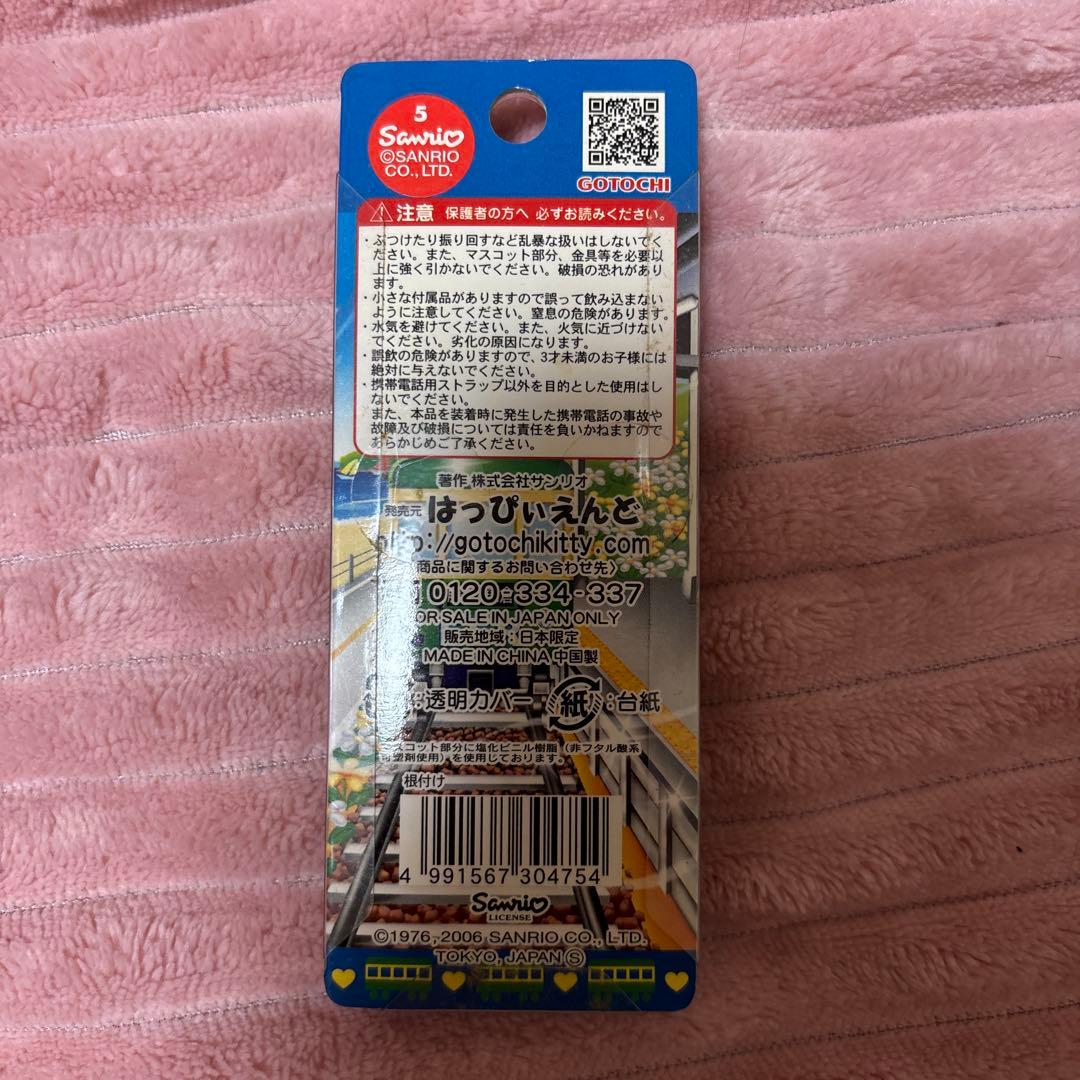 5
Sanrio
©SANRIO
CO., LTD.
GOTOCHI
注意 保護者の方へ 必ずお読みください。
・ぶつけたり振り回すなど乱暴な扱いはしないでく
ださい。また、マスコット部分、金具等を必要以
上に強く引かないでください。破損の恐れがあり
ます。
・小さな付属品がありますので誤って飲み込まない
ように注意してください。窒息の危険があります。
・水気を避けてください。また、火気に近づけない
でください。劣化の原因になります。
・誤飲の危険がありますので、3才未満のお子様には
絶対に与えないでください。
・携帯電話用ストラップ以外を目的とした使用はし
ないでください。
また、本品を装着時に発生した携帯電話の事故や
故障及び破損については責任を負いかねますので
あらかじめご了承ください。
著作 株式会社サンリオ
発売元 はっぴぃえんど
http://gotochikitty.com
商品に関するお問い合わせ先〉
0120-334-337
FOR SALE IN JAPAN ONLY
販売地域：日本限定
MADE IN CHINA 中国製
：透明カバー 紙：台紙
マスコット部分に塩化ビニル樹脂（非フタル酸系
可塑剤使用）を使用しております。
根付け
4 991567 304754
Sanrio
LICENSE
©1976, 2006 SANRIO CO., LTD.
TOKYO, JAPAN Ⓢ